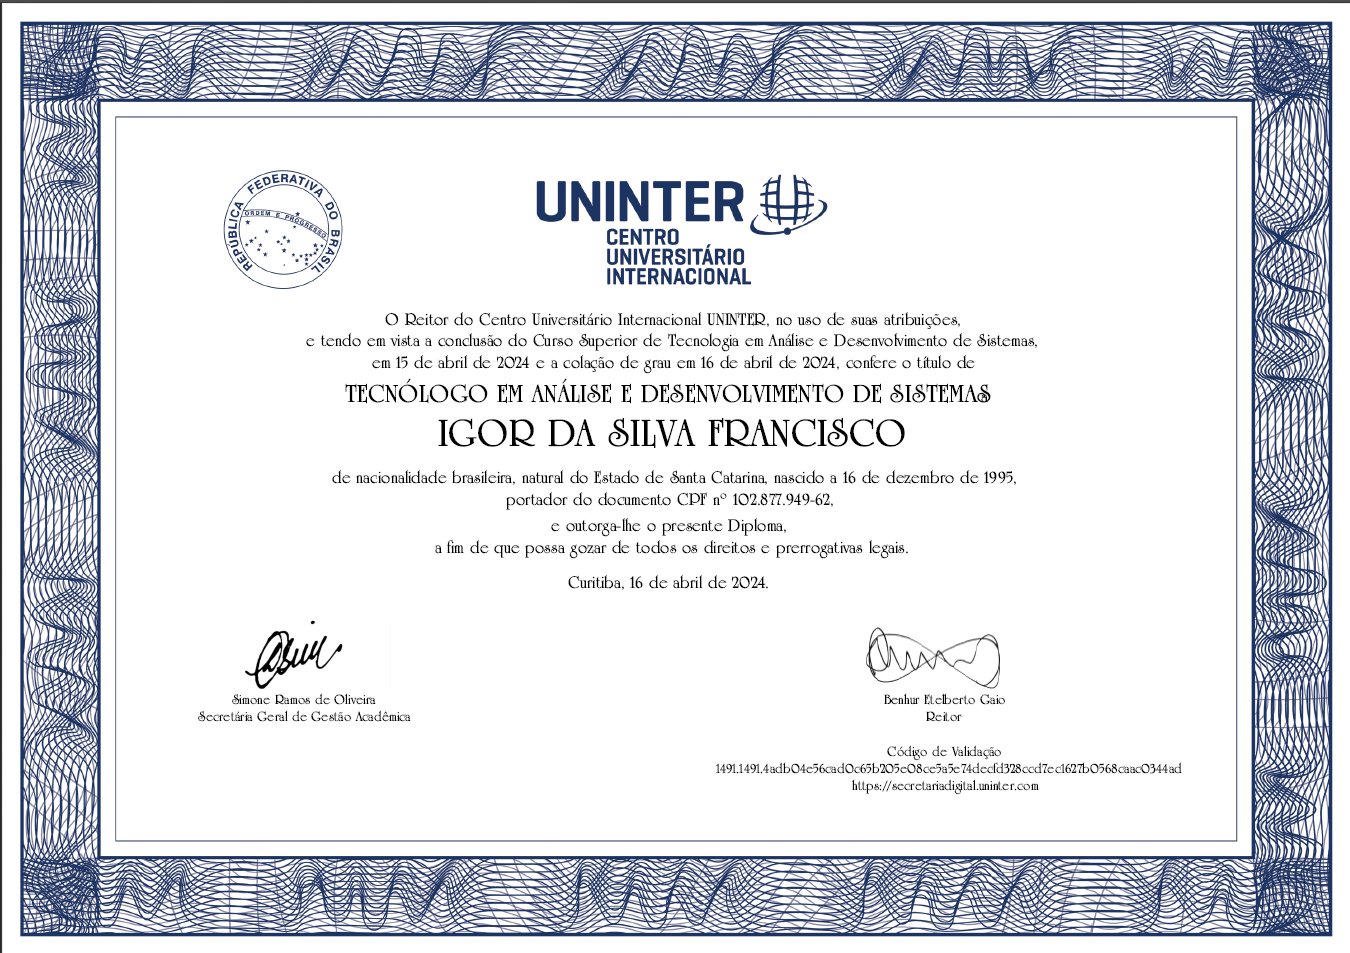 REPÚBLICA FEDERATIVA DO BRASIL
ORDEM E PROGRESSO
UNINTER
CENTRO
UNIVERSITÁRIO
INTERNACIONAL
O Reitor do Centro Universitário Internacional UNINTER, no uso de suas atribuições,
e tendo em vista a conclusão do Curso Superior de Tecnologia em Análise e Desenvolvimento de Sistemas,
em 15 de abril de 2024 e a colação de grau em 16 de abril de 2024, confere o título de
TECNÓLOGO EM ANÁLISE E DESENVOLVIMENTO DE SISTEMAS
IGOR DA SILVA FRANCISCO
de nacionalidade brasileira, natural do Estado de Santa Catarina, nascido a 16 de dezembro de 1995,
portador do documento CPF nº 102.877.949-62,
e outorga-lhe o presente Diploma,
a fim de que possa gozar de todos os direitos e prerrogativas legais.
Curitiba, 16 de abril de 2024.
Simone Ramos de Oliveira
Secretária Geral de Gestão Acadêmica
Benhur Etelberto Gaio
Reitor
Código de Validação
1491.1491.4adb04e56cad0c65b205e08ce5a5e74decfd328ccd7ec1627b0568caac0344ad
https://secretariadigital.uninter.com